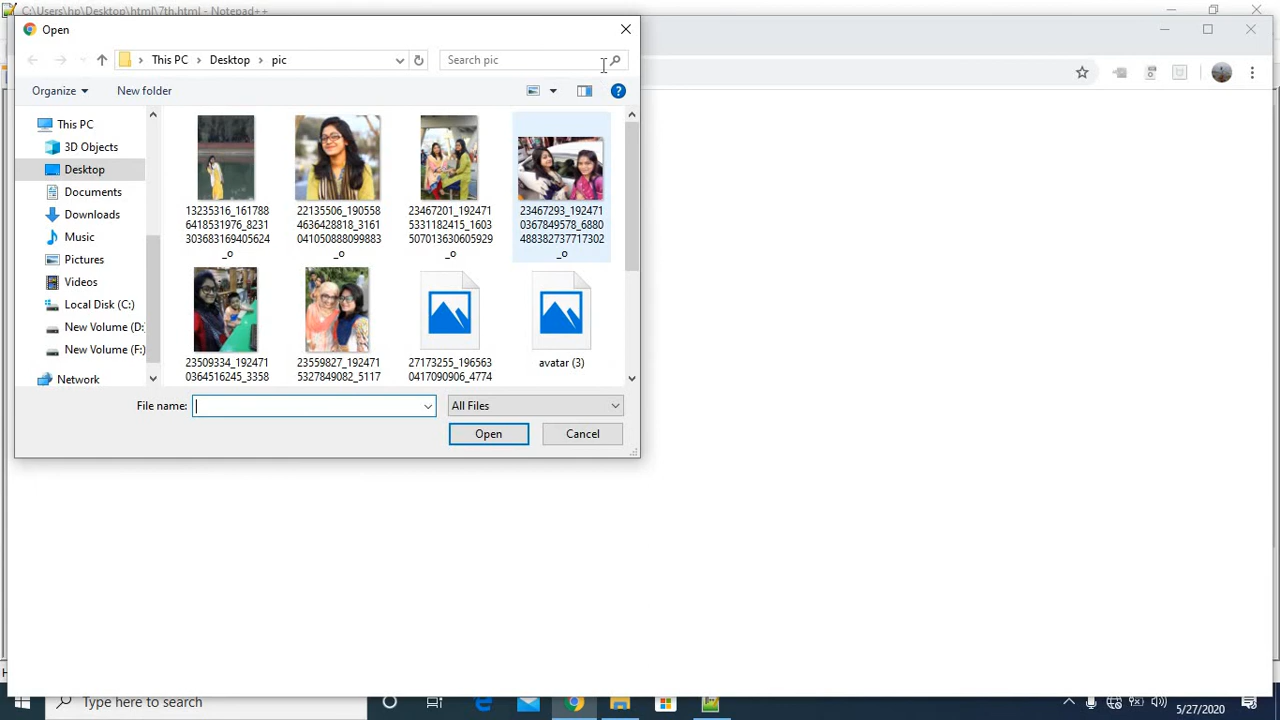 C:\Users\hp\Desktop\html\7th.html - Notepad++
Open
This PC > Desktop > pic
Search pic
Organize
New folder
This PC
3D Objects
Desktop
Documents
Downloads
Music
Pictures
Videos
Local Disk (C:)
New Volume (D:
New Volume (F:)
Network
13235316_161788
6418531976_8231
303683169405624
_o
22135506_190558
4636428818_3161
041050888099883
_o
23467201_192471
5331182415_1603
507013630605929
_o
23467293_192471
0367849578_6880
488382737717302
_o
23509334_192471
0364516245_3358
23559827_192471
5327849082_5117
27173255_196563
0417090906_4774
avatar (3)
File name:
All Files
Open
Cancel
Type here to search
5/27/2020